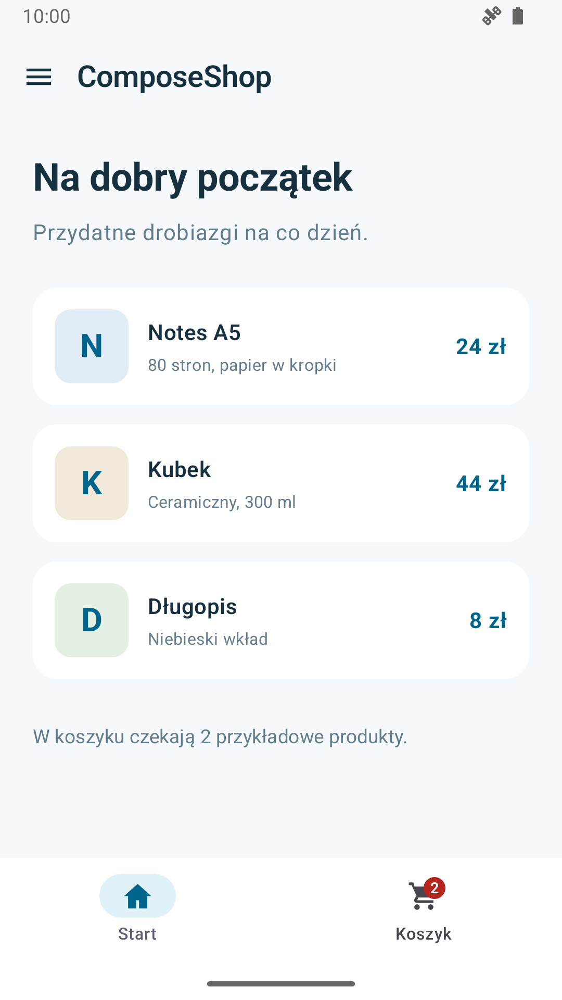 10:00
ComposeShop
Na dobry początek
Przydatne drobiazgi na co dzień.
N
Notes A5
80 stron, papier w kropki
24 zł
K
Kubek
Ceramiczny, 300 ml
44 zł
D
Długopis
Niebieski wkład
8 zł
W koszyku czekają 2 przykładowe produkty.
2
Start
Koszyk